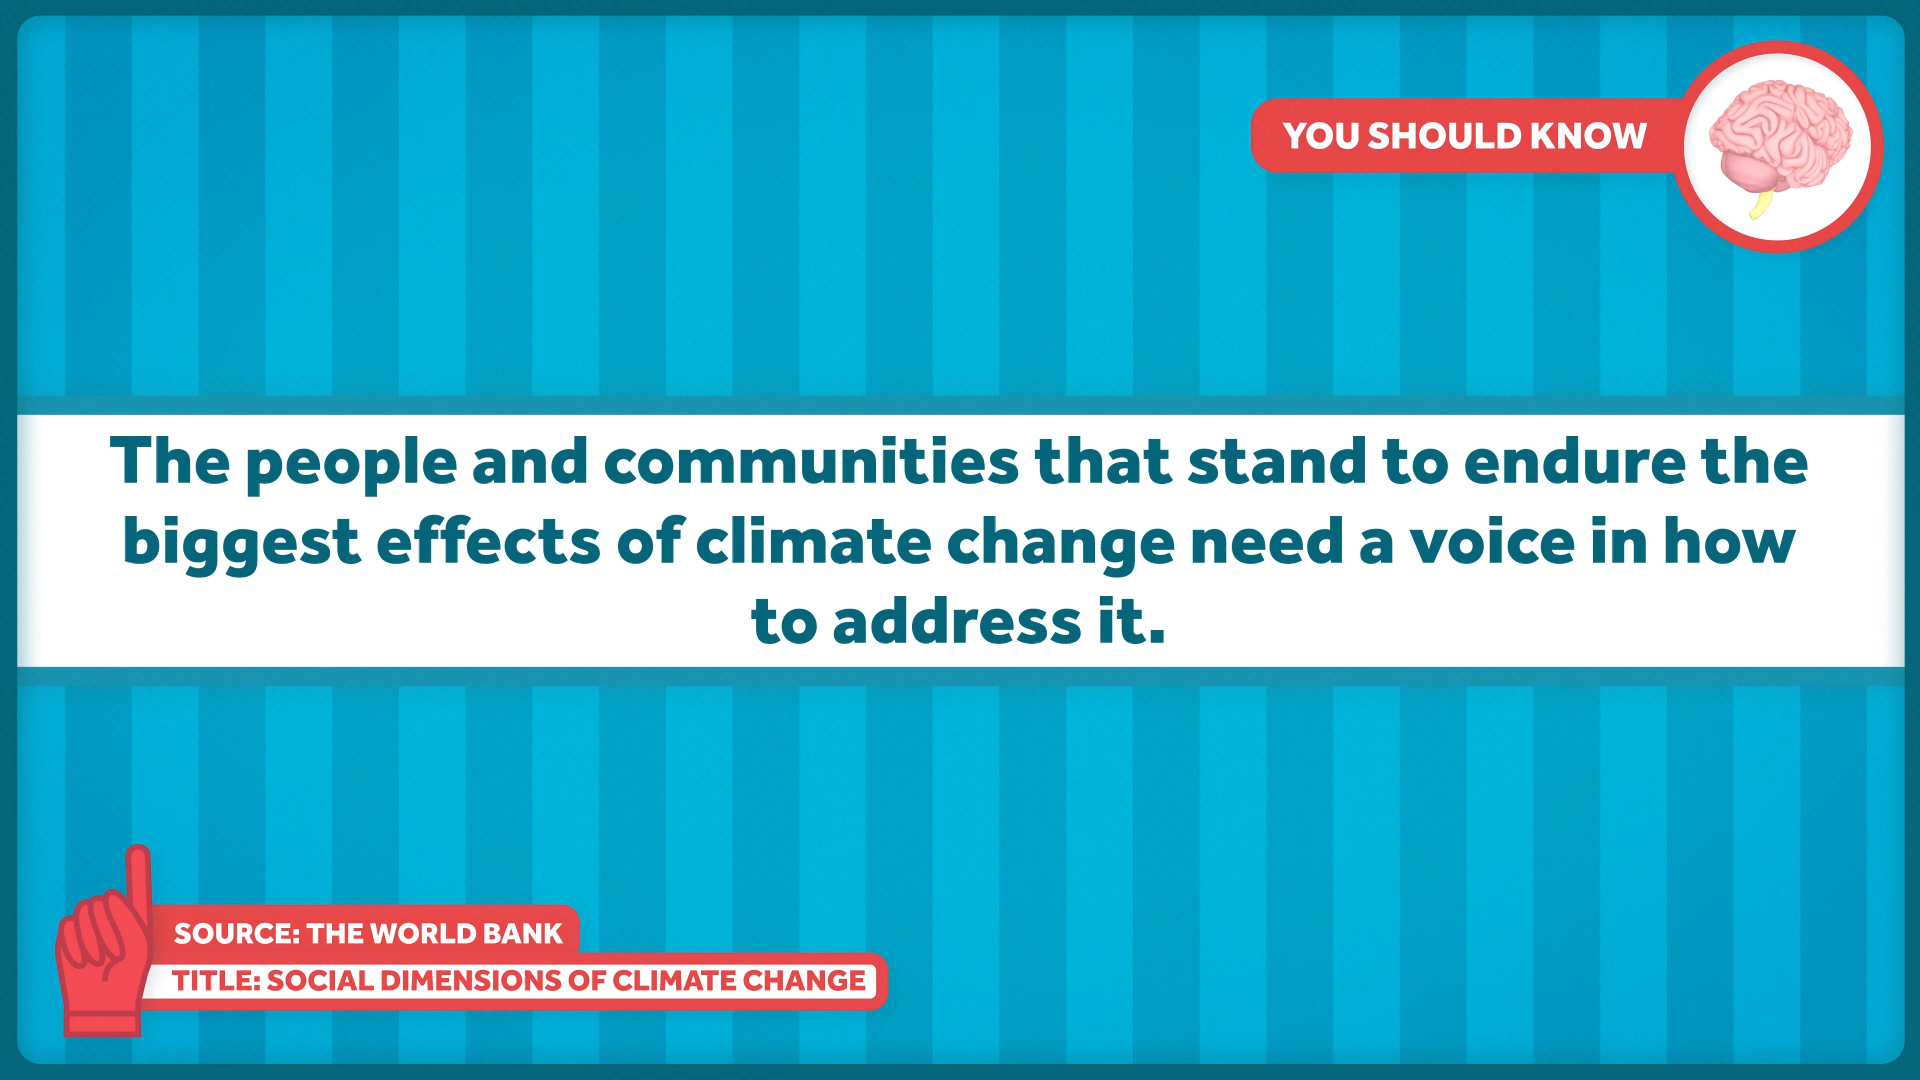 YOU SHOULD KNOW
The people and communities that stand to endure the
biggest effects of climate change need a voice in how
to address it.
SOURCE: THE WORLD BANK
TITLE: SOCIAL DIMENSIONS OF CLIMATE CHANGE